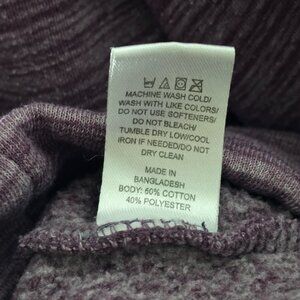 MACHINE WASH COLD/
WASH WITH LIKE COLORS/
DO NOT USE SOFTENERS/
DO NOT BLEACH/
TUMBLE DRY LOW/COOL
IRON IF NEEDED/DO NOT
DRY CLEAN
MADE IN
BANGLADESH
BODY: 60% COTTON
40% POLYESTER